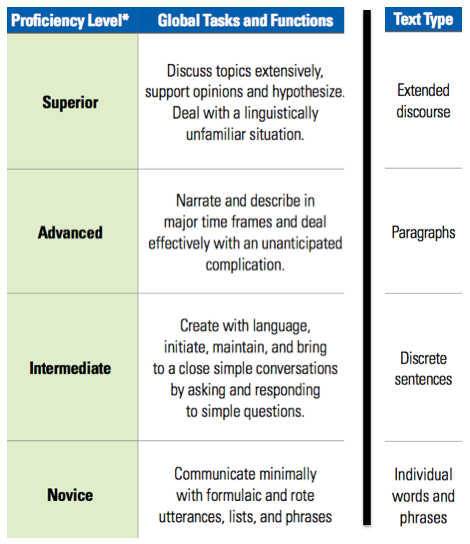 Proficiency Level* Global Tasks and Functions Text Type
Superior
Discuss topics extensively,
support opinions and hypothesize.
Deal with a linguistically
unfamiliar situation.
Extended
discourse
Advanced
Narrate and describe in
major time frames and deal
effectively with an unanticipated
complication.
Paragraphs
Intermediate
Create with language,
initiate, maintain, and bring
to a close simple conversations
by asking and responding
to simple questions.
Discrete
sentences
Novice
Communicate minimally
with formulaic and rote
utterances, lists, and phrases
Individual
words and
phrases